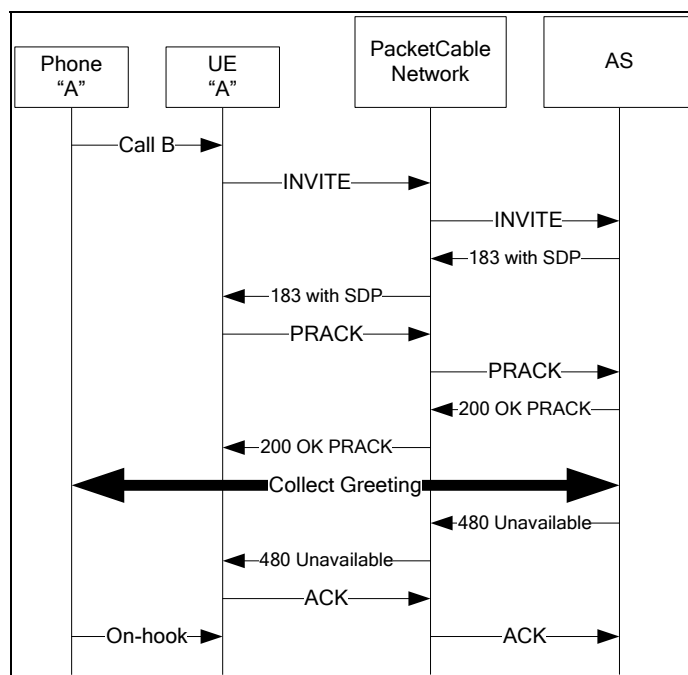 Phone
“A”
UE
“A”
PacketCable
Network
AS
Call B
INVITE
INVITE
183 with SDP
183 with SDP
PRACK
PRACK
200 OK PRACK
200 OK PRACK
Collect Greeting
480 Unavailable
480 Unavailable
ACK
On-hook
ACK